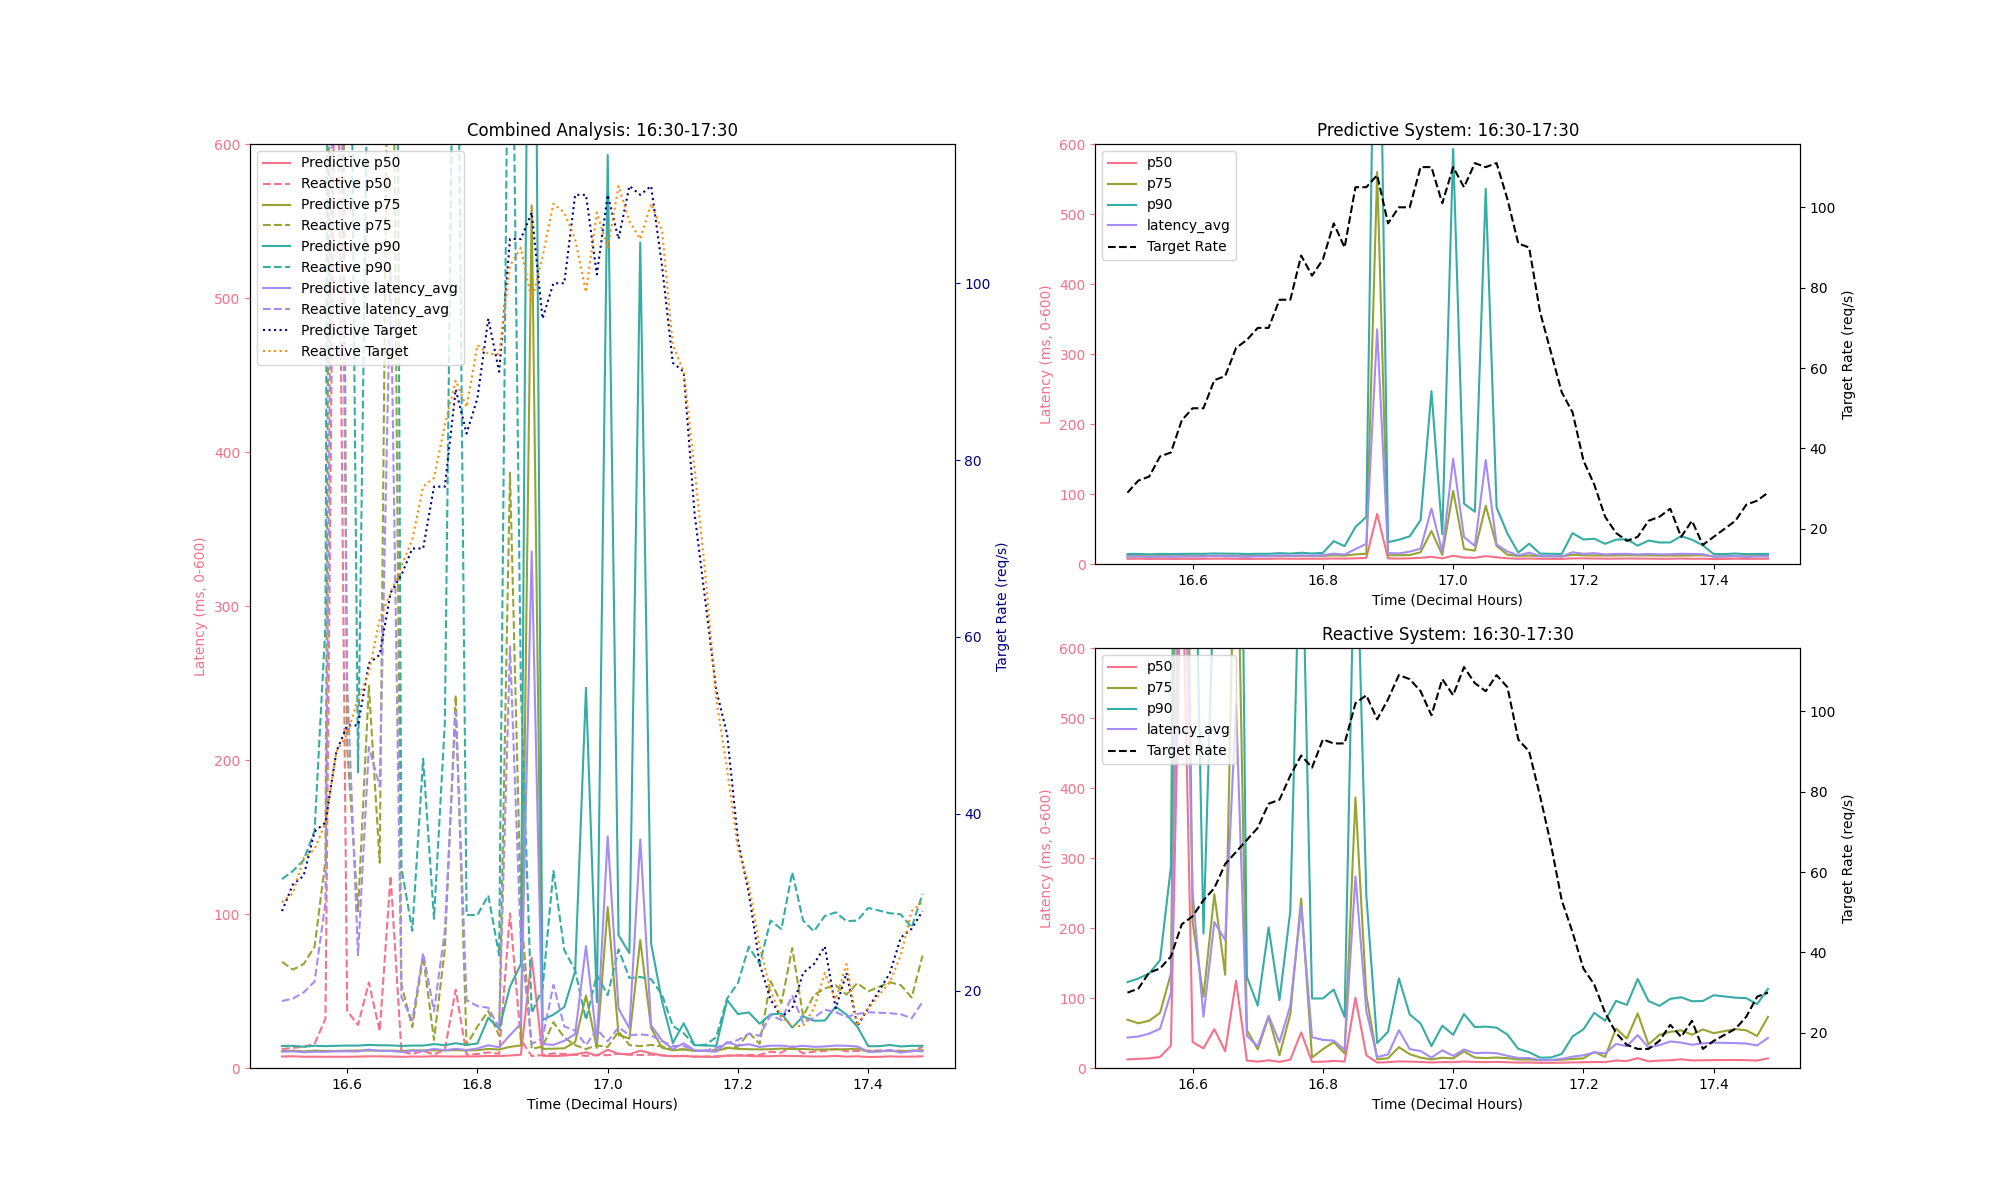 Combined Analysis: 16:30-17:30
600
500
400
300
200
100
0
Latency (ms, 0-600)
Predictive p50
Reactive p50
Predictive p75
Reactive p75
Predictive p90
Reactive p90
Predictive latency_avg
Reactive latency_avg
Predictive Target
Reactive Target
100
80
60
40
20
Target Rate (req/s)
16.6 16.8 17.0 17.2 17.4
Time (Decimal Hours)
Predictive System: 16:30-17:30
600
500
400
300
200
100
0
Latency (ms, 0-600)
p50
p75
p90
latency_avg
Target Rate
100
80
60
40
20
Target Rate (req/s)
16.6 16.8 17.0 17.2 17.4
Time (Decimal Hours)
Reactive System: 16:30-17:30
600
500
400
300
200
100
0
Latency (ms, 0-600)
p50
p75
p90
latency_avg
Target Rate
100
80
60
40
20
Target Rate (req/s)
16.6 16.8 17.0 17.2 17.4
Time (Decimal Hours)